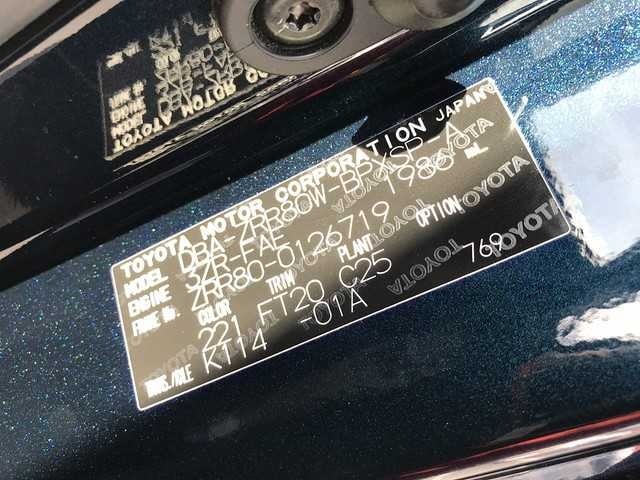 TOYOTA MOTOR CORPORATION JAPAN
MODEL DBA-ZRR80W-BPXSP-A
ENGINE 3ZR-FAE 1986 mL
FRAME No. ZRR80-0126719
COLOR TRIM PLANT OPTION
221 FT20 C25 769
TRANS./AXLE K114 -01A